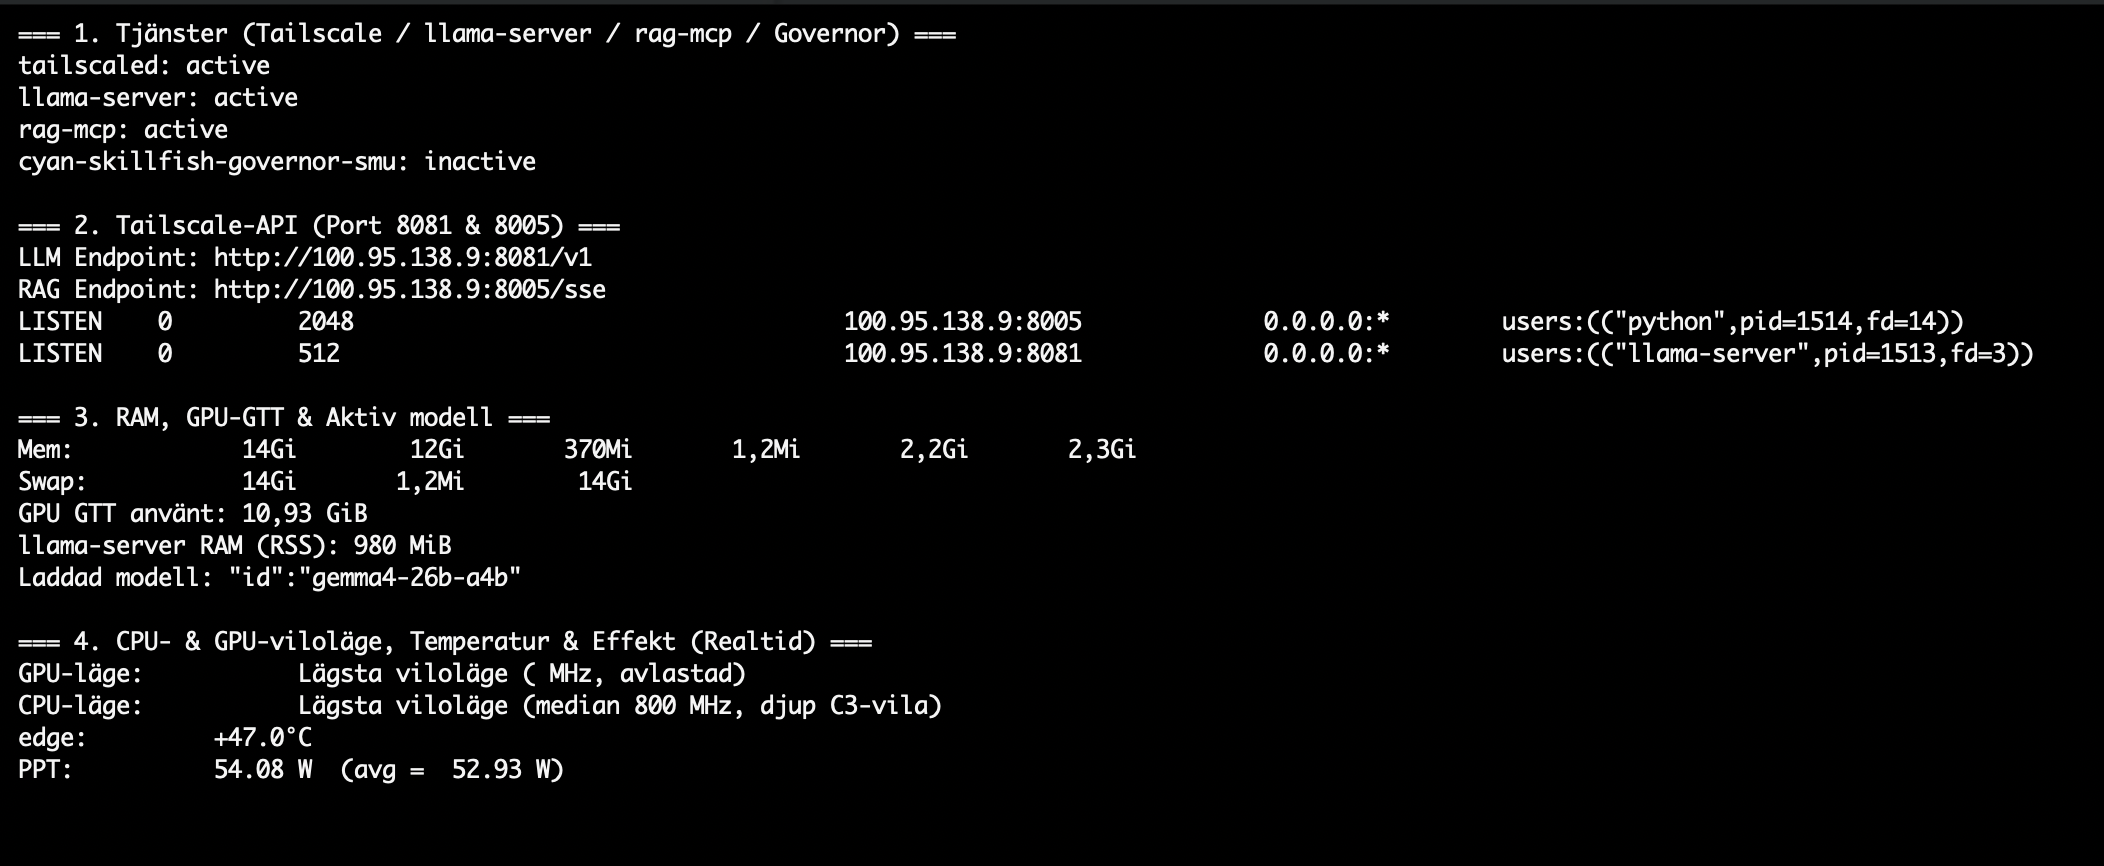 === 1. Tjänster (Tailscale / llama-server / rag-mcp / Governor) ===
tailscaled: active
llama-server: active
rag-mcp: active
cyan-skillfish-governor-smu: inactive
=== 2. Tailscale-API (Port 8081 & 8005) ===
LLM Endpoint: http://100.95.138.9:8081/v1
RAG Endpoint: http://100.95.138.9:8005/sse
LISTEN 0 2048 100.95.138.9:8005 0.0.0.0:* users:(("python",pid=1514,fd=14))
LISTEN 0 512 100.95.138.9:8081 0.0.0.0:* users:(("llama-server",pid=1513,fd=3))
=== 3. RAM, GPU-GTT & Aktiv modell ===
Mem: 14Gi 12Gi 370Mi 1,2Mi 2,2Gi 2,3Gi
Swap: 14Gi 1,2Mi 14Gi
GPU GTT använt: 10,93 GiB
llama-server RAM (RSS): 980 MiB
Laddad modell: "id":"gemma4-26b-a4b"
=== 4. CPU- & GPU-viloläge, Temperatur & Effekt (Realtid) ===
GPU-läge: Lägsta viloläge ( MHz, avlastad)
CPU-läge: Lägsta viloläge (median 800 MHz, djup C3-vila)
edge: +47.0°C
PPT: 54.08 W (avg = 52.93 W)